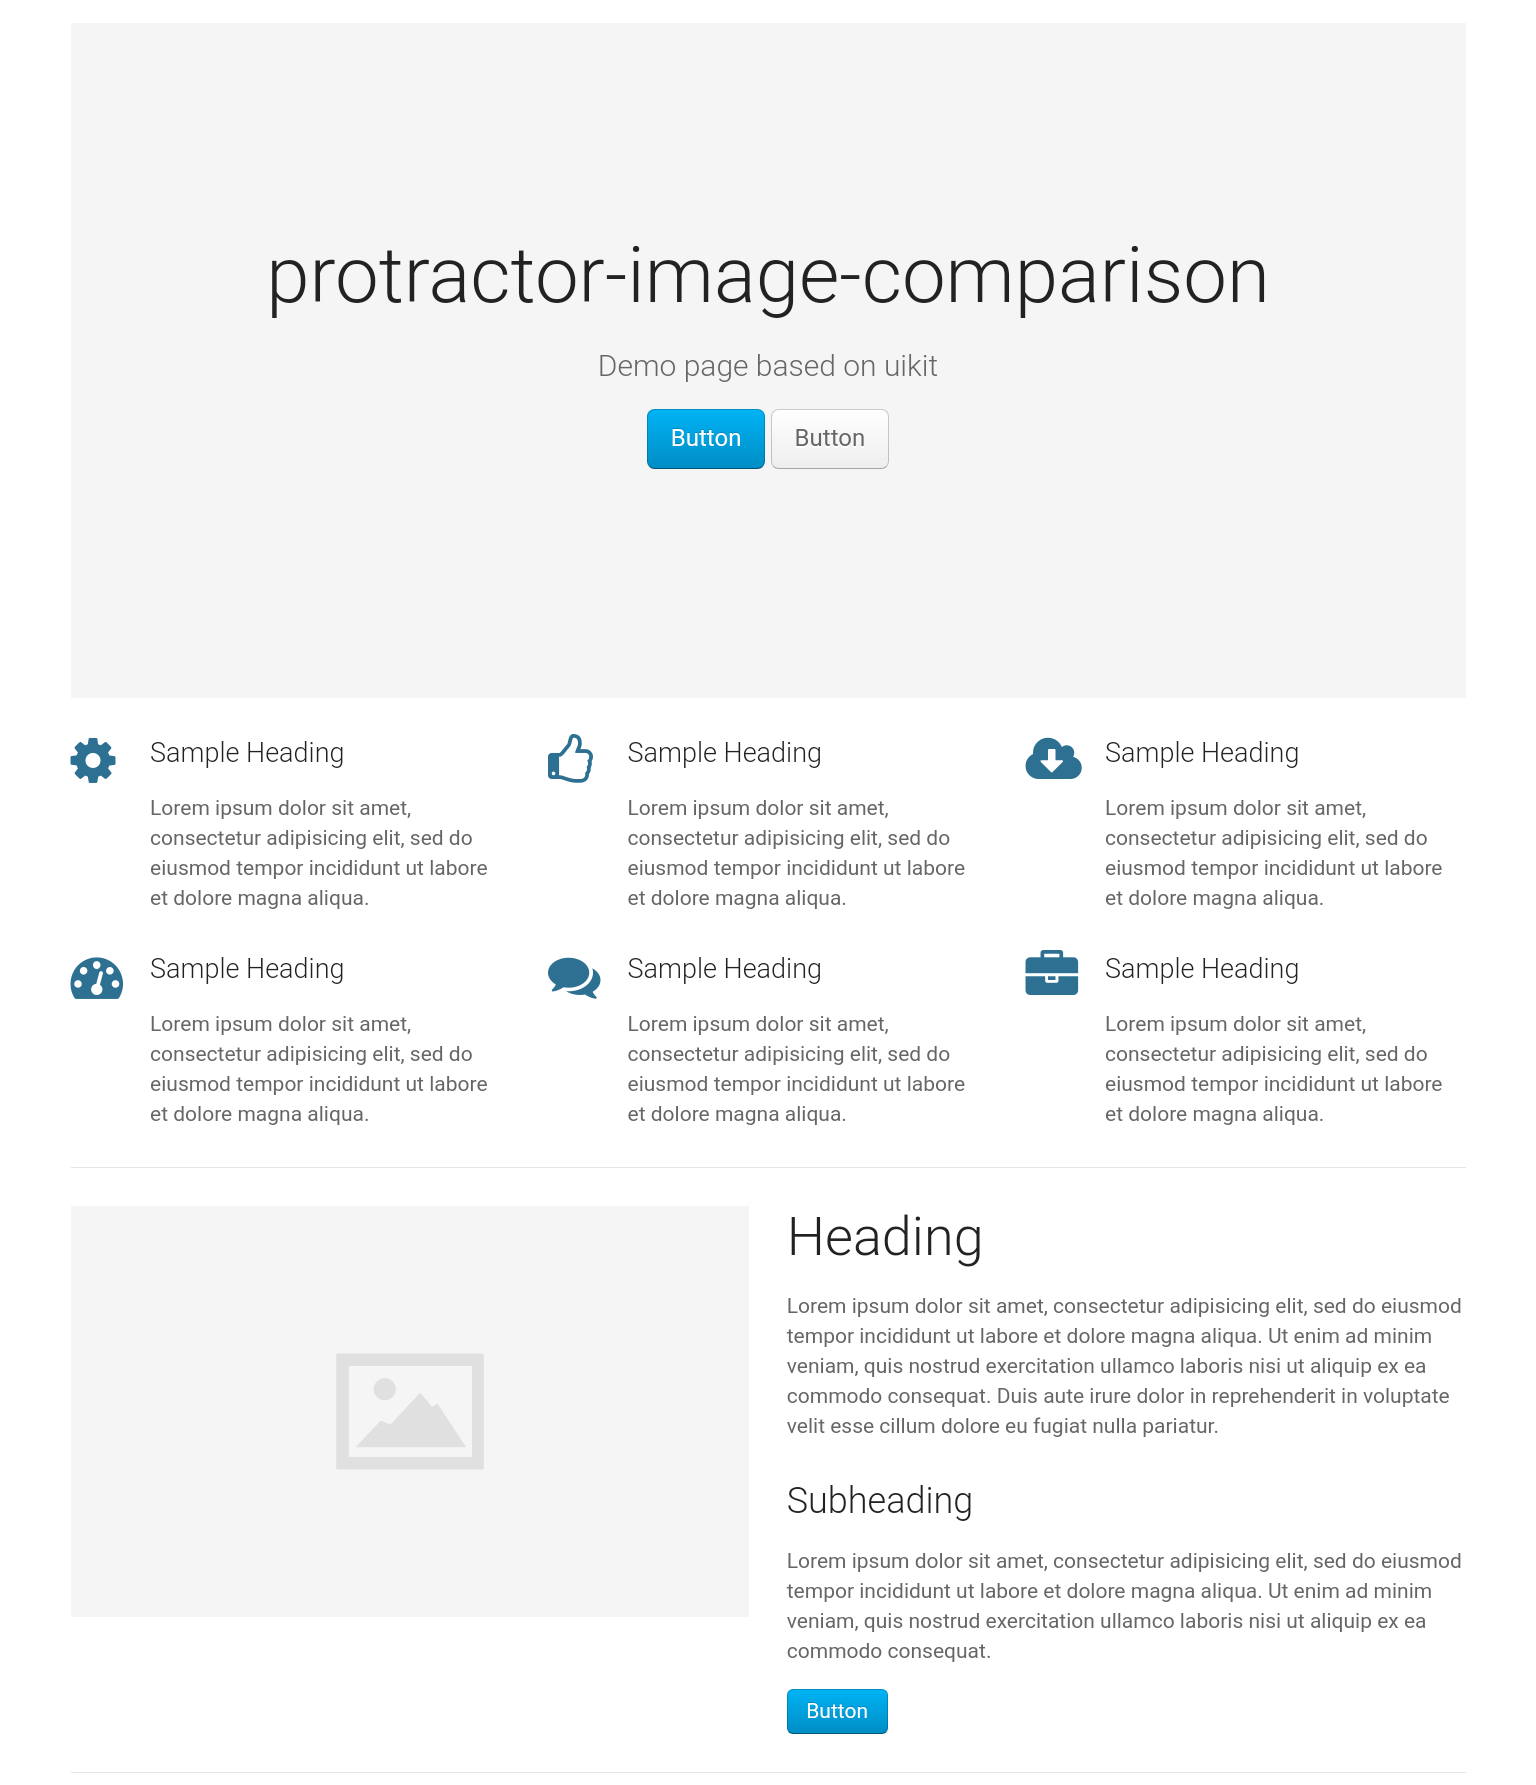 protractor-image-comparison
Demo page based on uikit
Button Button
Sample Heading
Lorem ipsum dolor sit amet,
consectetur adipisicing elit, sed do
eiusmod tempor incididunt ut labore
et dolore magna aliqua.
Sample Heading
Lorem ipsum dolor sit amet,
consectetur adipisicing elit, sed do
eiusmod tempor incididunt ut labore
et dolore magna aliqua.
Sample Heading
Lorem ipsum dolor sit amet,
consectetur adipisicing elit, sed do
eiusmod tempor incididunt ut labore
et dolore magna aliqua.
Sample Heading
Lorem ipsum dolor sit amet,
consectetur adipisicing elit, sed do
eiusmod tempor incididunt ut labore
et dolore magna aliqua.
Sample Heading
Lorem ipsum dolor sit amet,
consectetur adipisicing elit, sed do
eiusmod tempor incididunt ut labore
et dolore magna aliqua.
Sample Heading
Lorem ipsum dolor sit amet,
consectetur adipisicing elit, sed do
eiusmod tempor incididunt ut labore
et dolore magna aliqua.
Heading
Lorem ipsum dolor sit amet, consectetur adipisicing elit, sed do eiusmod
tempor incididunt ut labore et dolore magna aliqua. Ut enim ad minim
veniam, quis nostrud exercitation ullamco laboris nisi ut aliquip ex ea
commodo consequat. Duis aute irure dolor in reprehenderit in voluptate
velit esse cillum dolore eu fugiat nulla pariatur.
Subheading
Lorem ipsum dolor sit amet, consectetur adipisicing elit, sed do eiusmod
tempor incididunt ut labore et dolore magna aliqua. Ut enim ad minim
veniam, quis nostrud exercitation ullamco laboris nisi ut aliquip ex ea
commodo consequat.
Button